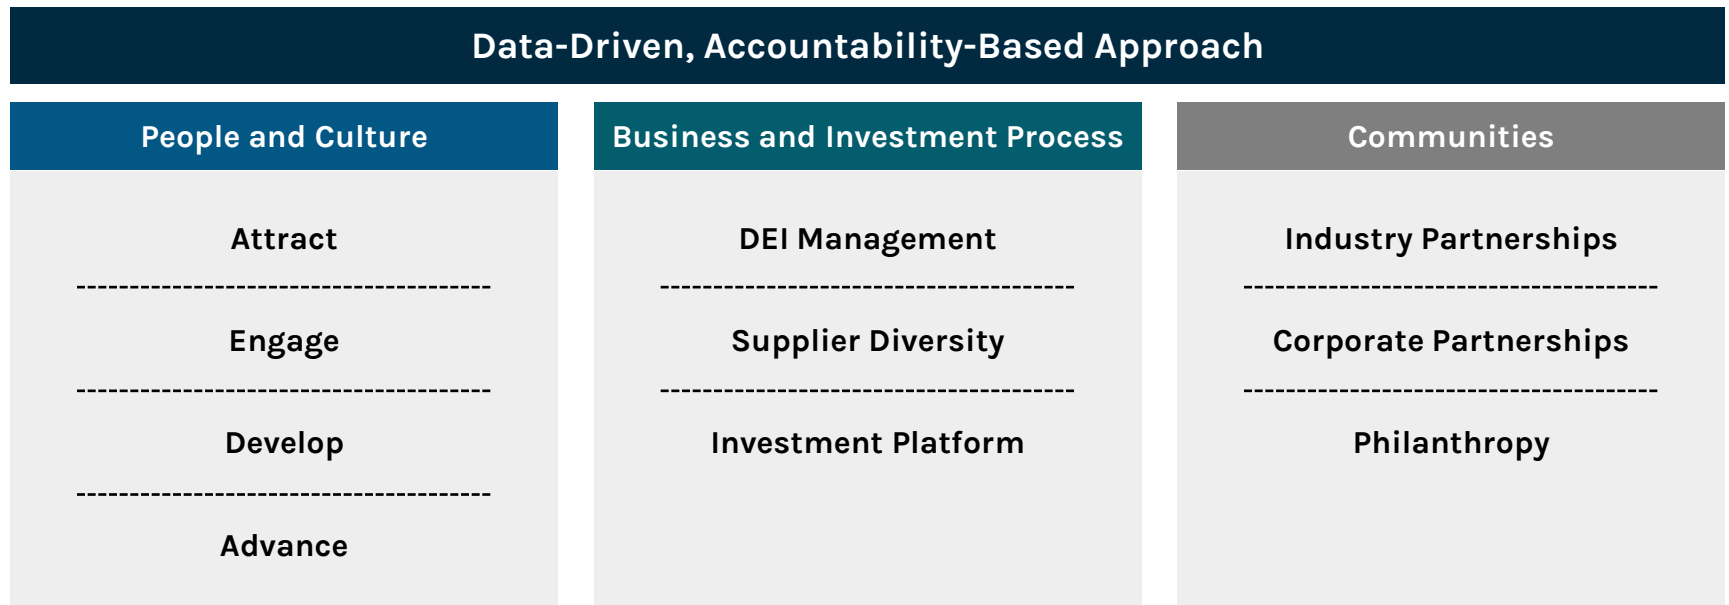 Data-Driven, Accountability-Based Approach
People and Culture
Attract
Engage
Develop
Advance
Business and Investment Process
DEI Management
Supplier Diversity
Investment Platform
Communities
Industry Partnerships
Corporate Partnerships
Philanthropy